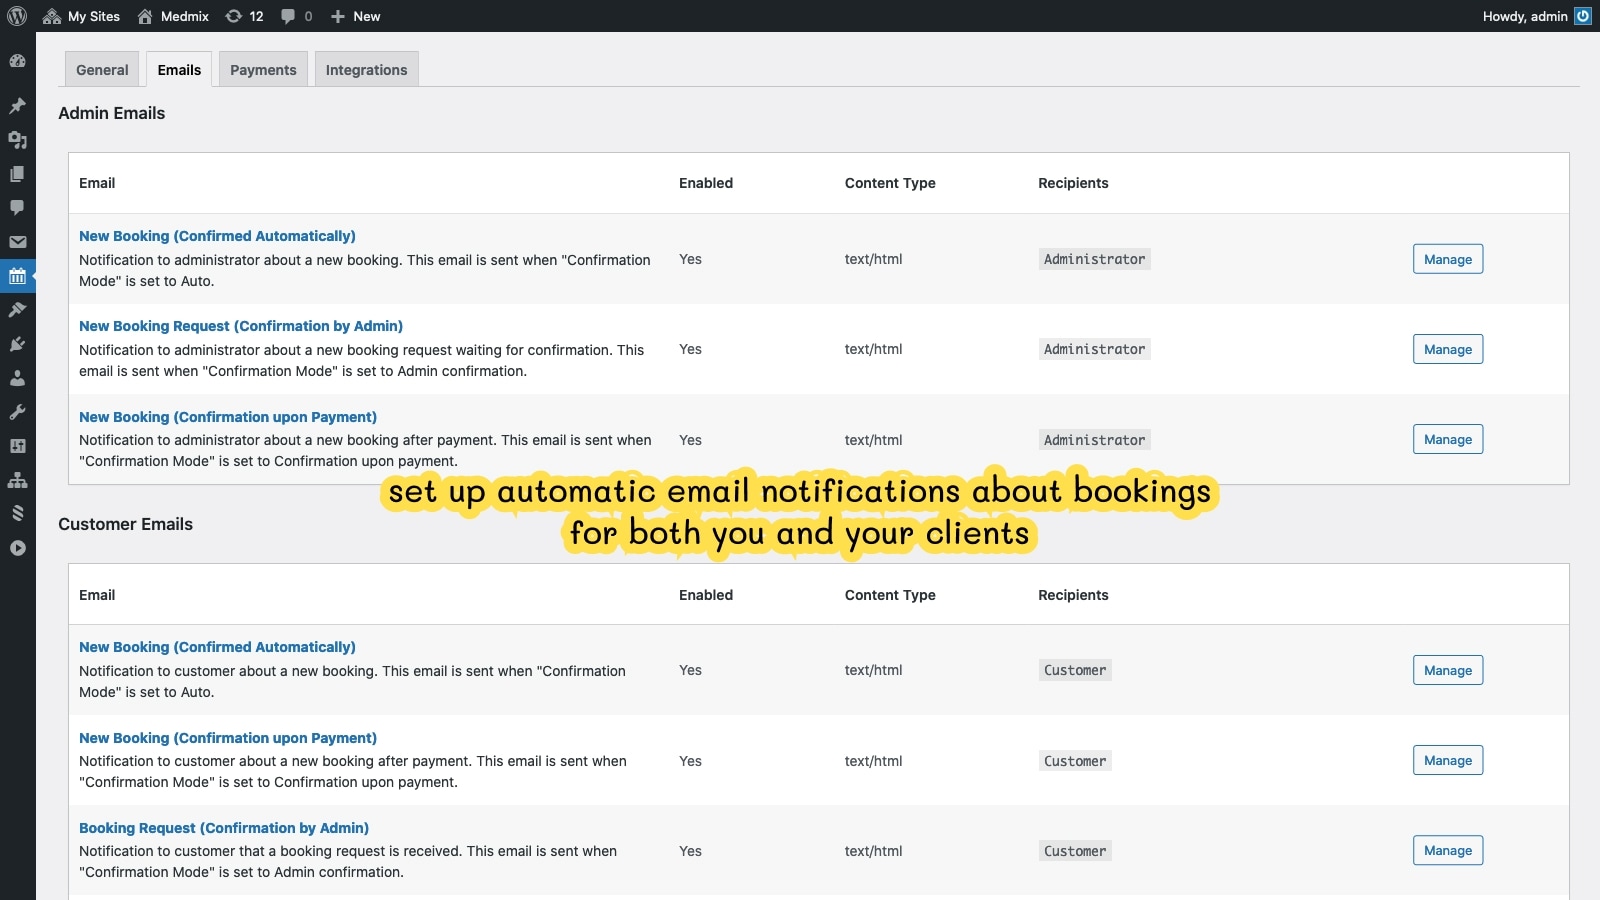 My Sites Medmix 12 0 New Howdy, admin
General Emails Payments Integrations
Admin Emails
Email Enabled Content Type Recipients
New Booking (Confirmed Automatically)
Notification to administrator about a new booking. This email is sent when "Confirmation
Mode" is set to Auto.
Yes text/html Administrator Manage
New Booking Request (Confirmation by Admin)
Notification to administrator about a new booking request waiting for confirmation. This
email is sent when "Confirmation Mode" is set to Admin confirmation.
Yes text/html Administrator Manage
New Booking (Confirmation upon Payment)
Notification to administrator about a new booking after payment. This email is sent when
"Confirmation Mode" is set to Confirmation upon payment.
Yes text/html Administrator Manage
set up automatic email notifications about bookings
for both you and your clients
Customer Emails
Email Enabled Content Type Recipients
New Booking (Confirmed Automatically)
Notification to customer about a new booking. This email is sent when "Confirmation
Mode" is set to Auto.
Yes text/html Customer Manage
New Booking (Confirmation upon Payment)
Notification to customer about a new booking after payment. This email is sent when
"Confirmation Mode" is set to Confirmation upon payment.
Yes text/html Customer Manage
Booking Request (Confirmation by Admin)
Notification to customer that a booking request is received. This email is sent when
"Confirmation Mode" is set to Admin confirmation.
Yes text/html Customer Manage